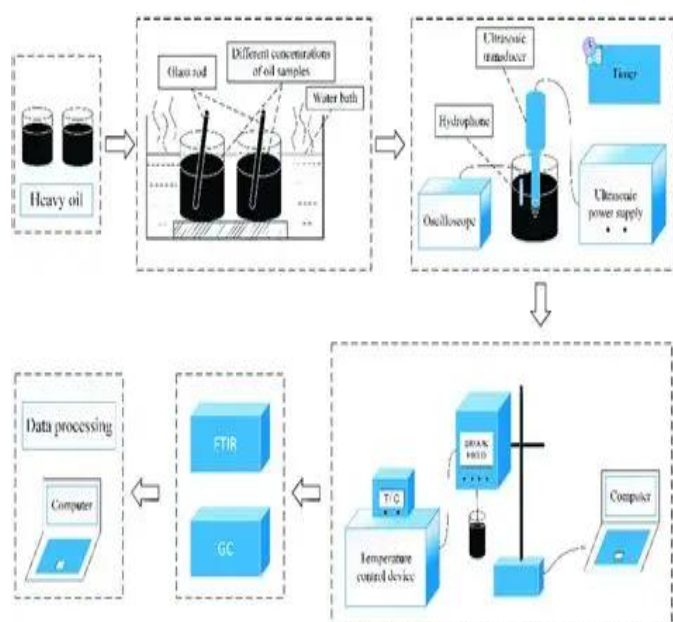 Heavy oil
Glass rod
Different concentrations
of oil samples
Water bath
Ultrasonic
transducer
Timer
Hydrophone
Oscilloscope
Ultrasonic
power supply
Data processing
Computer
FTIR
GC
T/°C
Temperature
control device
Computer